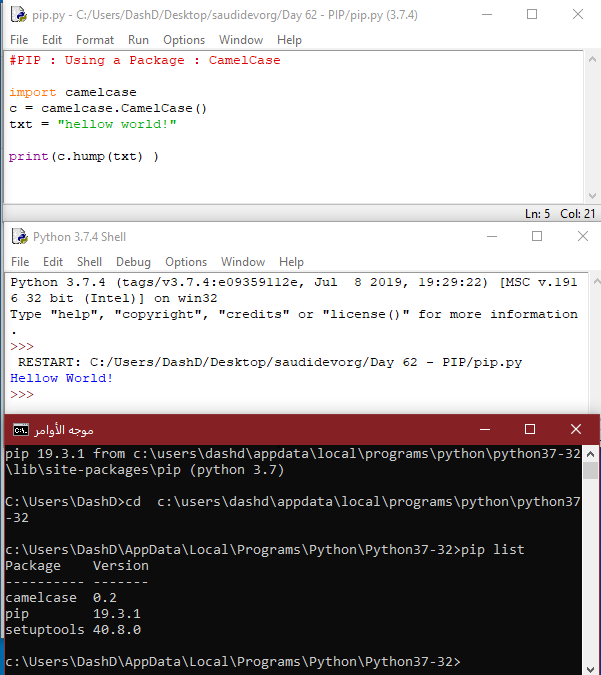 pip.py - C:/Users/DashD/Desktop/saudidevorg/Day 62 - PIP/pip.py (3.7.4)
File Edit Format Run Options Window Help
#PIP : Using a Package : CamelCase
import camelcase
c = camelcase.CamelCase()
txt = "hellow world!"
print(c.hump(txt) )
Ln: 5 Col: 21
Python 3.7.4 Shell
File Edit Shell Debug Options Window Help
Python 3.7.4 (tags/v3.7.4:e09359112e, Jul  8 2019, 19:29:22) [MSC v.191
6 32 bit (Intel)] on win32
Type "help", "copyright", "credits" or "license()" for more information
.
>>>
 RESTART: C:/Users/DashD/Desktop/saudidevorg/Day 62 - PIP/pip.py
Hellow World!
>>>
موجه الأوامر
pip 19.3.1 from c:\users\dashd\appdata\local\programs\python\python37-32
\lib\site-packages\pip (python 3.7)
C:\Users\DashD>cd  c:\users\dashd\appdata\local\programs\python\python37
-32
c:\Users\DashD\AppData\Local\Programs\Python\Python37-32>pip list
Package    Version
---------- -------
camelcase  0.2
pip        19.3.1
setuptools 40.8.0
c:\Users\DashD\AppData\Local\Programs\Python\Python37-32>